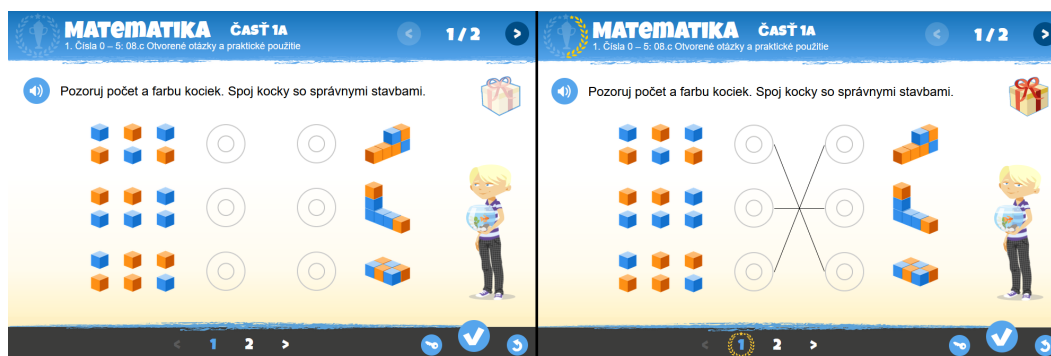 MATEMATIKA ČASŤ 1A
1. Čísla 0 – 5: 08.c Otvorené otázky a praktické použitie
< 1 / 2 >
Pozoruj počet a farbu kociek. Spoj kocky so správnymi stavbami.
< 1 2 >
MATEMATIKA ČASŤ 1A
1. Čísla 0 – 5: 08.c Otvorené otázky a praktické použitie
< 1 / 2 >
Pozoruj počet a farbu kociek. Spoj kocky so správnymi stavbami.
< 1 2 >